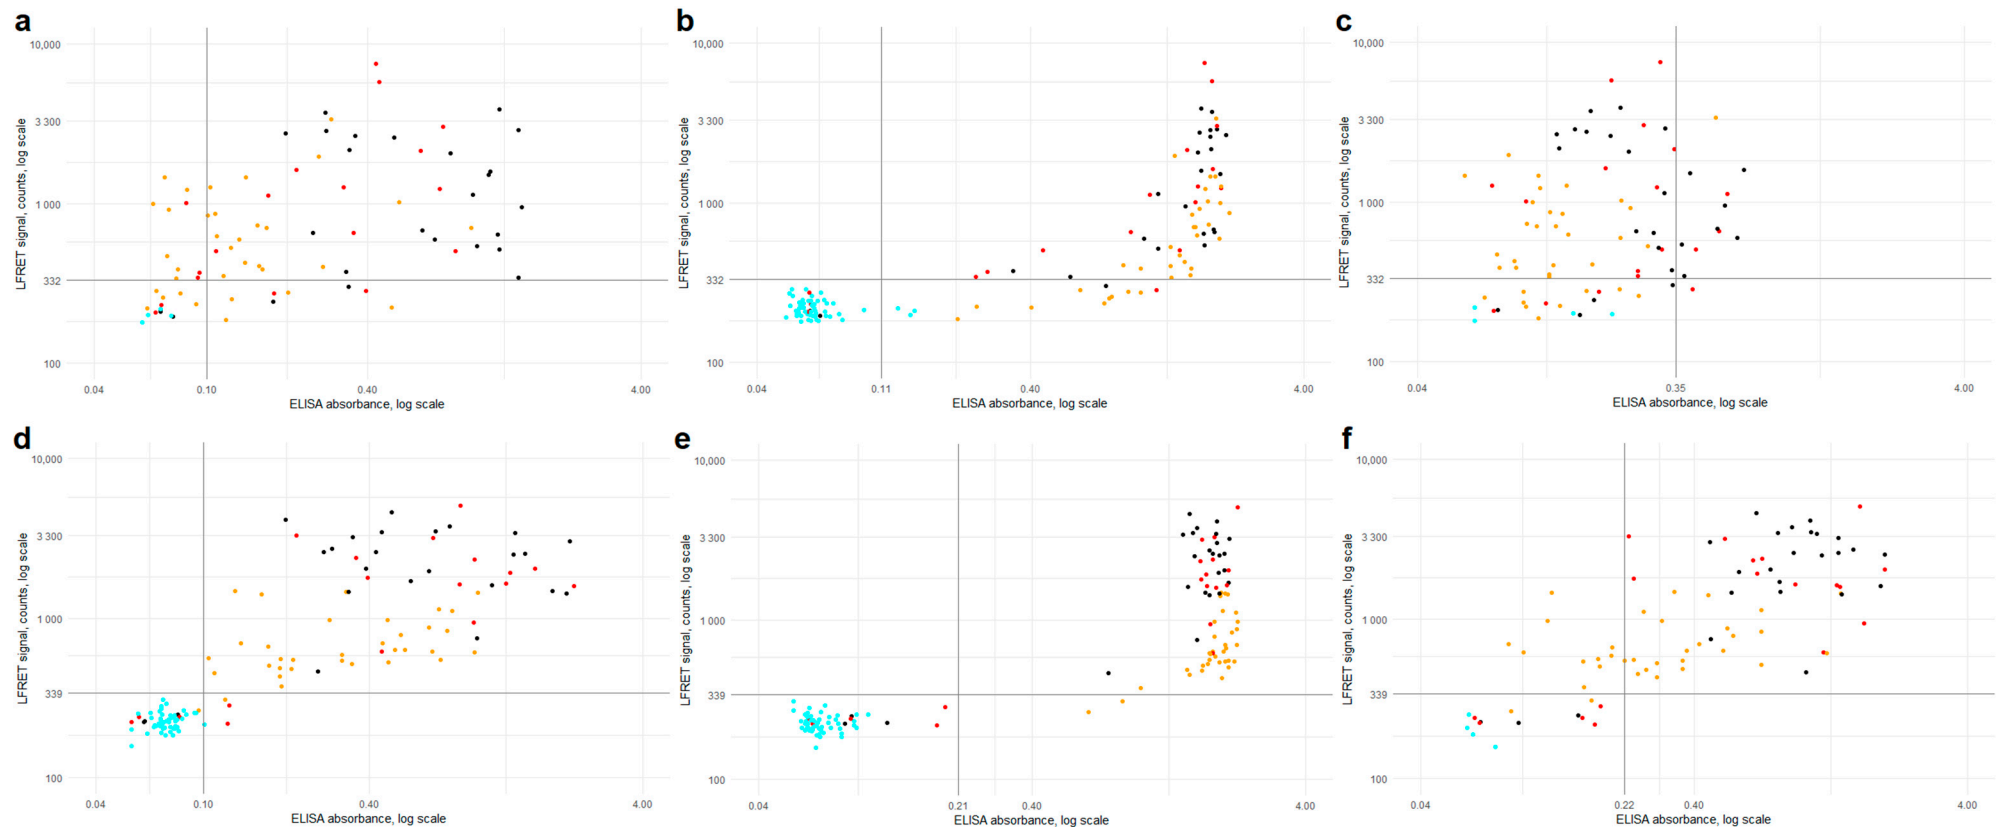 a
10,000
3 300
1 000
332
100
LFRET signal, counts, log scale
0.04 0.10 0.40 4.00
ELISA absorbance, log scale
b
10,000
3 300
1 000
332
100
LFRET signal, counts, log scale
0.04 0.11 0.40 4.00
ELISA absorbance, log scale
c
10,000
3 300
1 000
332
100
LFRET signal, counts, log scale
0.04 0.35 4.00
ELISA absorbance, log scale
d
10,000
3 300
1 000
339
100
LFRET signal, counts, log scale
0.04 0.10 0.40 4.00
ELISA absorbance, log scale
e
10,000
3 300
1 000
339
100
LFRET signal, counts, log scale
0.04 0.21 0.40 4.00
ELISA absorbance, log scale
f
10,000
3 300
1 000
339
100
LFRET signal, counts, log scale
0.04 0.22 0.40 4.00
ELISA absorbance, log scale